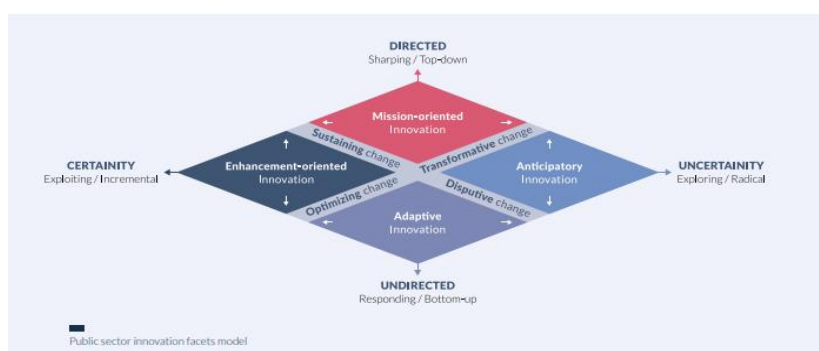 DIRECTED
Sharping / Top-down
Mission-oriented
Innovation
Sustaining change
Transformative change
CERTAINITY
Exploiting / Incremental
Enhancement-oriented
Innovation
Anticipatory
Innovation
UNCERTAINITY
Exploring / Radical
Optimizing change
Disputive change
Adaptive
Innovation
UNDIRECTED
Responding / Bottom-up
Public sector innovation facets model